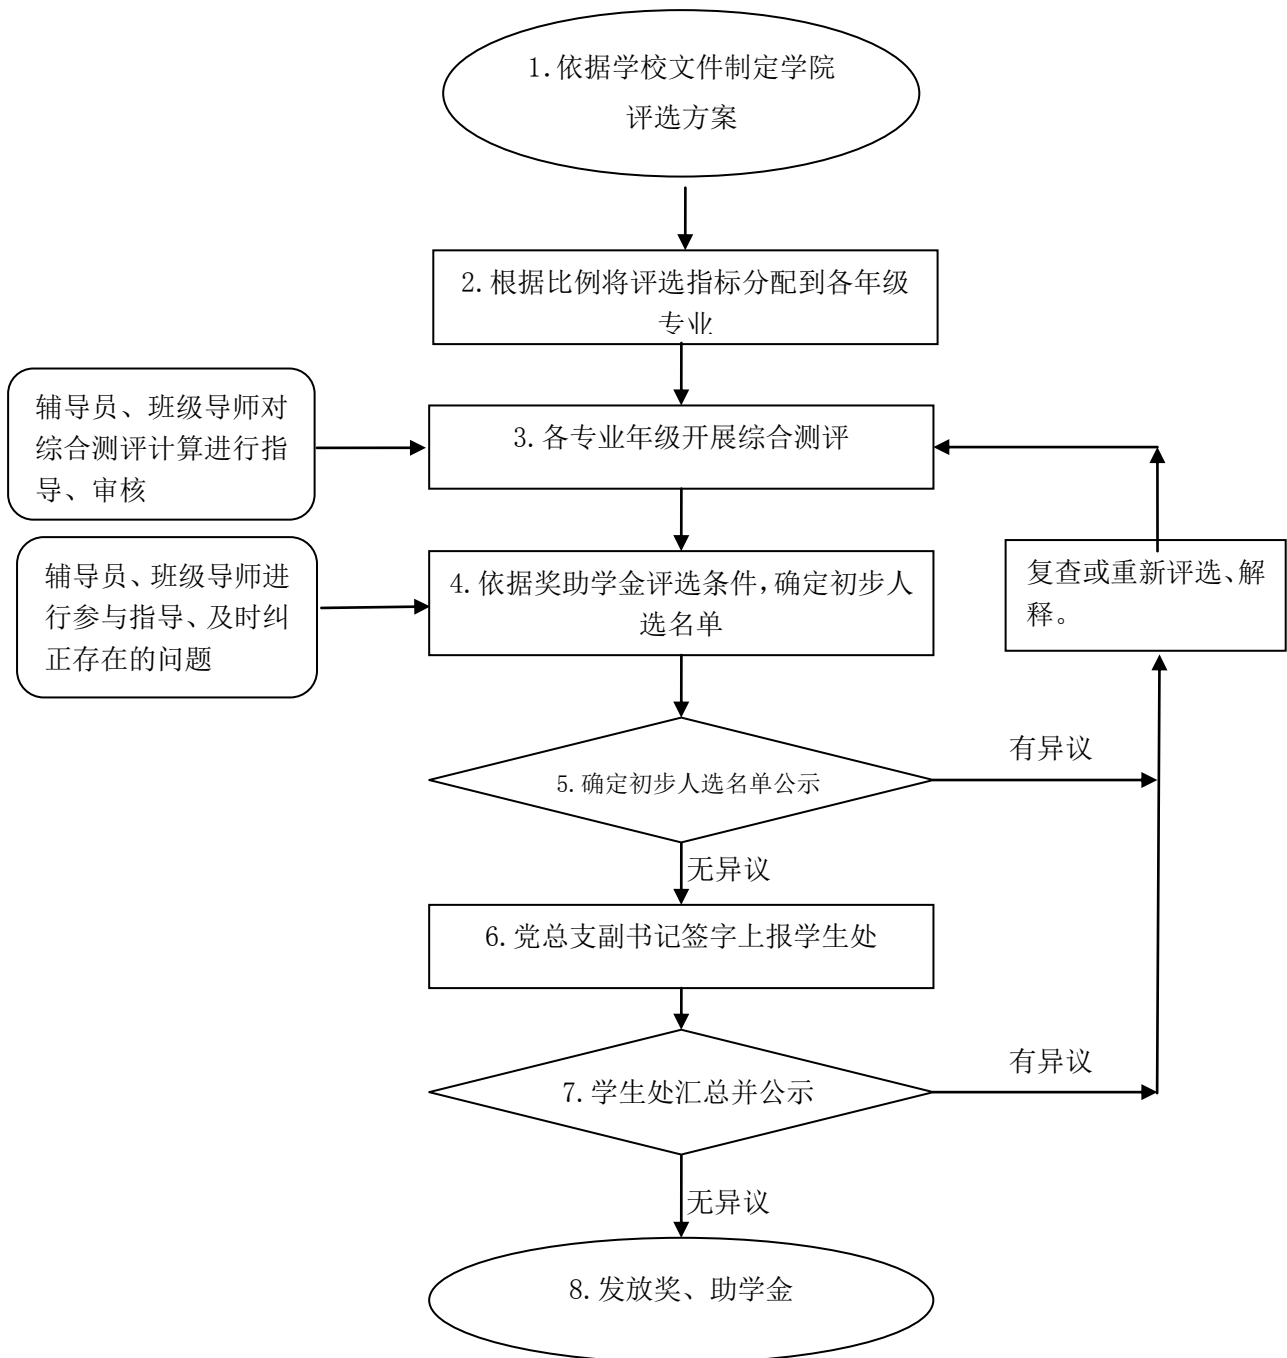 1.依据学校文件制定学院
评选方案
2.根据比例将评选指标分配到各年级
专业
辅导员、班级导师对
综合测评计算进行指
导、审核
3.各专业年级开展综合测评
辅导员、班级导师进
行参与指导、及时纠
正存在的问题
4.依据奖助学金评选条件，确定初步人
选名单
复查或重新评选、解
释。
5.确定初步人选名单公示
有异议
无异议
6.党总支副书记签字上报学生处
7.学生处汇总并公示
有异议
无异议
8.发放奖、助学金